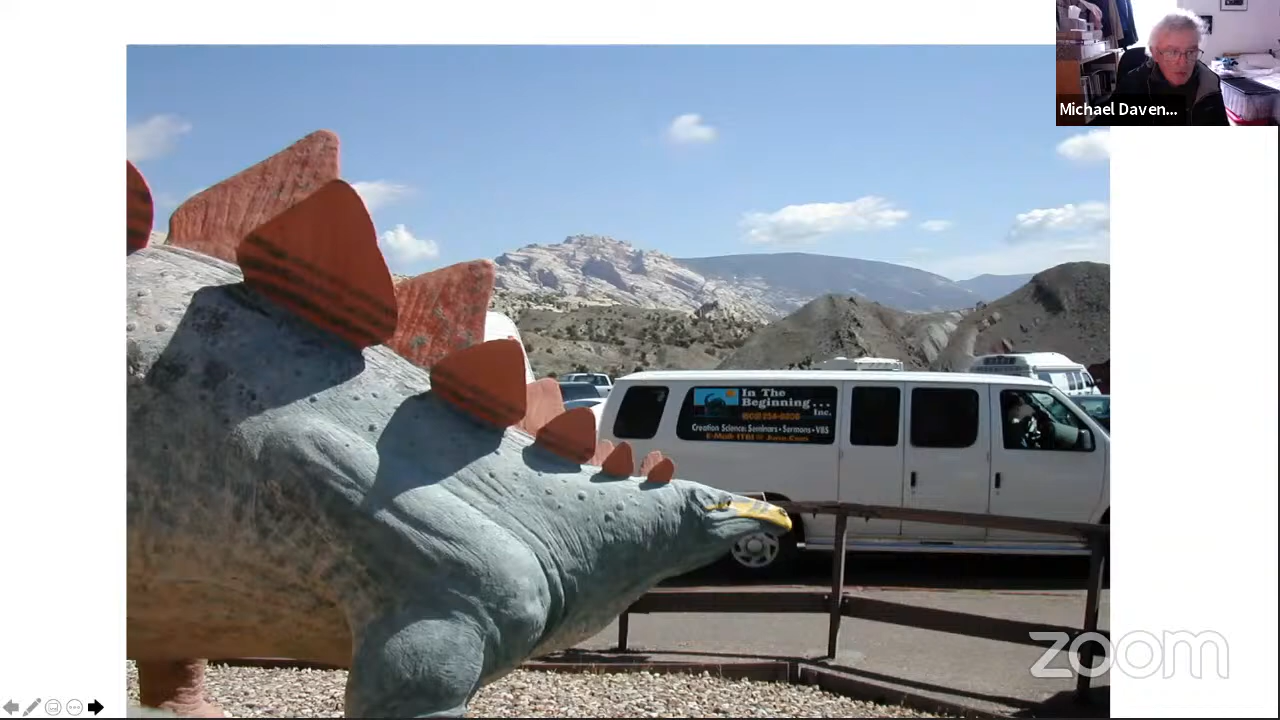 Michael Daven...
In The
Beginning...
Inc.
Creation Science: Seminars • Sermons • VBS
zoom